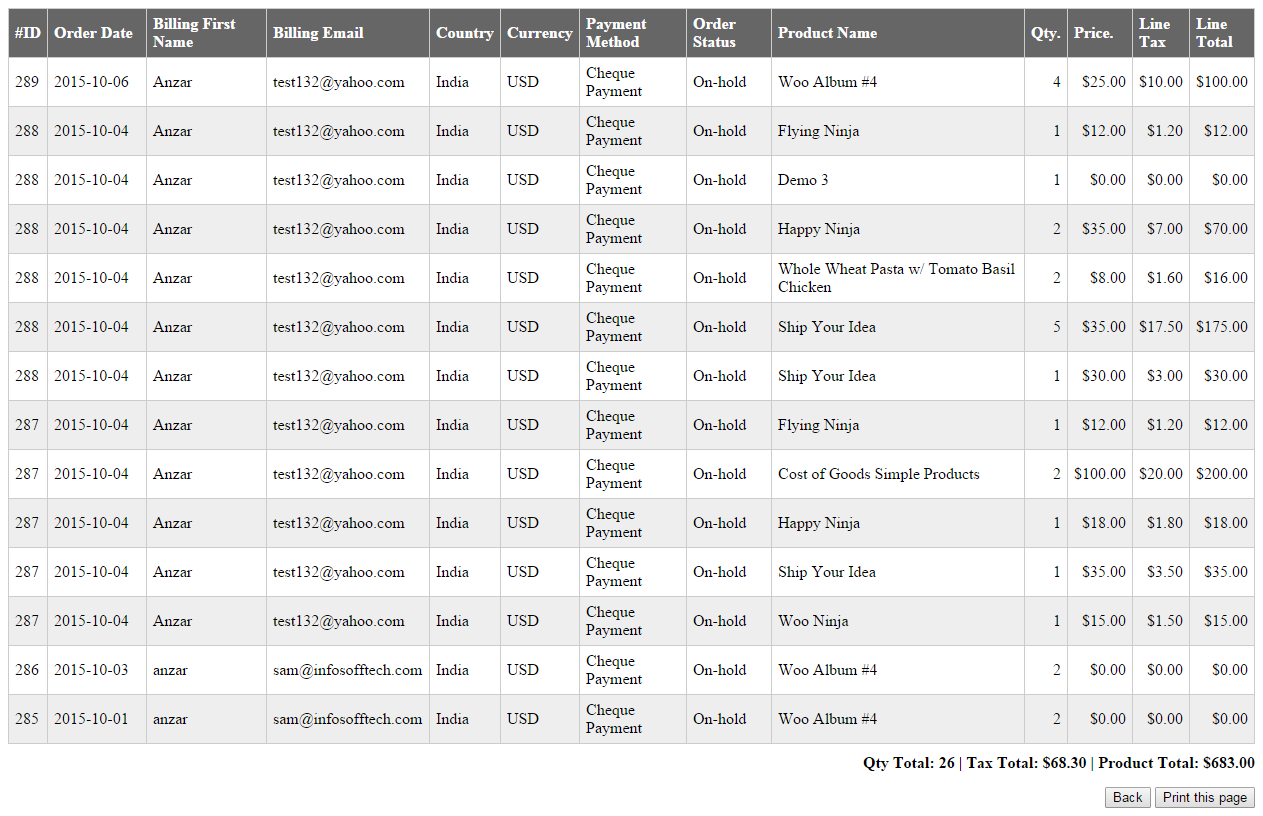 #ID Order Date Billing First Name Billing Email Country Currency Payment Method Order Status Product Name Qty. Price. Line Tax Line Total
289 2015-10-06 Anzar test132@yahoo.com India USD Cheque Payment On-hold Woo Album #4 4 $25.00 $10.00 $100.00
288 2015-10-04 Anzar test132@yahoo.com India USD Cheque Payment On-hold Flying Ninja 1 $12.00 $1.20 $12.00
288 2015-10-04 Anzar test132@yahoo.com India USD Cheque Payment On-hold Demo 3 1 $0.00 $0.00 $0.00
288 2015-10-04 Anzar test132@yahoo.com India USD Cheque Payment On-hold Happy Ninja 2 $35.00 $7.00 $70.00
288 2015-10-04 Anzar test132@yahoo.com India USD Cheque Payment On-hold Whole Wheat Pasta w/ Tomato Basil Chicken 2 $8.00 $1.60 $16.00
288 2015-10-04 Anzar test132@yahoo.com India USD Cheque Payment On-hold Ship Your Idea 5 $35.00 $17.50 $175.00
288 2015-10-04 Anzar test132@yahoo.com India USD Cheque Payment On-hold Ship Your Idea 1 $30.00 $3.00 $30.00
287 2015-10-04 Anzar test132@yahoo.com India USD Cheque Payment On-hold Flying Ninja 1 $12.00 $1.20 $12.00
287 2015-10-04 Anzar test132@yahoo.com India USD Cheque Payment On-hold Cost of Goods Simple Products 2 $100.00 $20.00 $200.00
287 2015-10-04 Anzar test132@yahoo.com India USD Cheque Payment On-hold Happy Ninja 1 $18.00 $1.80 $18.00
287 2015-10-04 Anzar test132@yahoo.com India USD Cheque Payment On-hold Ship Your Idea 1 $35.00 $3.50 $35.00
287 2015-10-04 Anzar test132@yahoo.com India USD Cheque Payment On-hold Woo Ninja 1 $15.00 $1.50 $15.00
286 2015-10-03 anzar sam@infosofftech.com India USD Cheque Payment On-hold Woo Album #4 2 $0.00 $0.00 $0.00
285 2015-10-01 anzar sam@infosofftech.com India USD Cheque Payment On-hold Woo Album #4 2 $0.00 $0.00 $0.00
Qty Total: 26 | Tax Total: $68.30 | Product Total: $683.00
Back Print this page